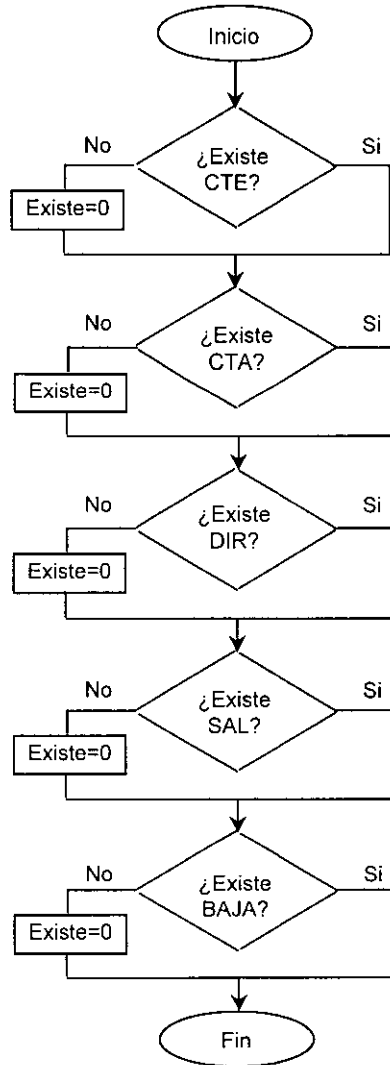 Inicio
No
¿Existe
CTE?
Si
Existe=0
No
¿Existe
CTA?
Si
Existe=0
No
¿Existe
DIR?
Si
Existe=0
No
¿Existe
SAL?
Si
Existe=0
No
¿Existe
BAJA?
Si
Existe=0
Fin